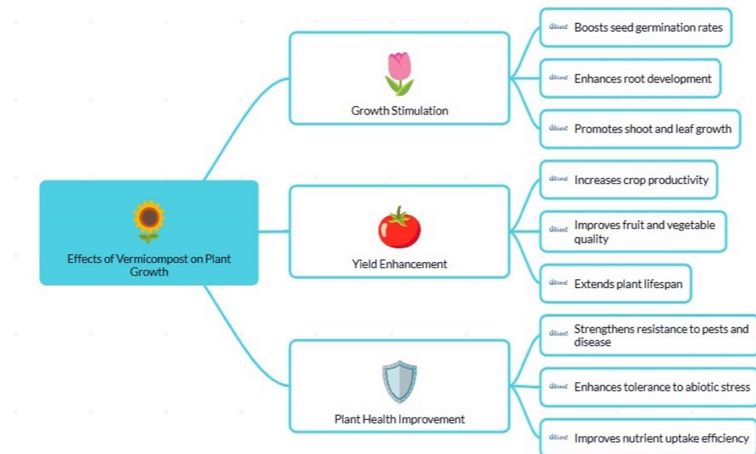 Effects of Vermicompost on Plant
Growth
Growth Stimulation
Boosts seed germination rates
Enhances root development
Promotes shoot and leaf growth
Yield Enhancement
Increases crop productivity
Improves fruit and vegetable
quality
Extends plant lifespan
Plant Health Improvement
Strengthens resistance to pests and
disease
Enhances tolerance to abiotic stress
Improves nutrient uptake efficiency